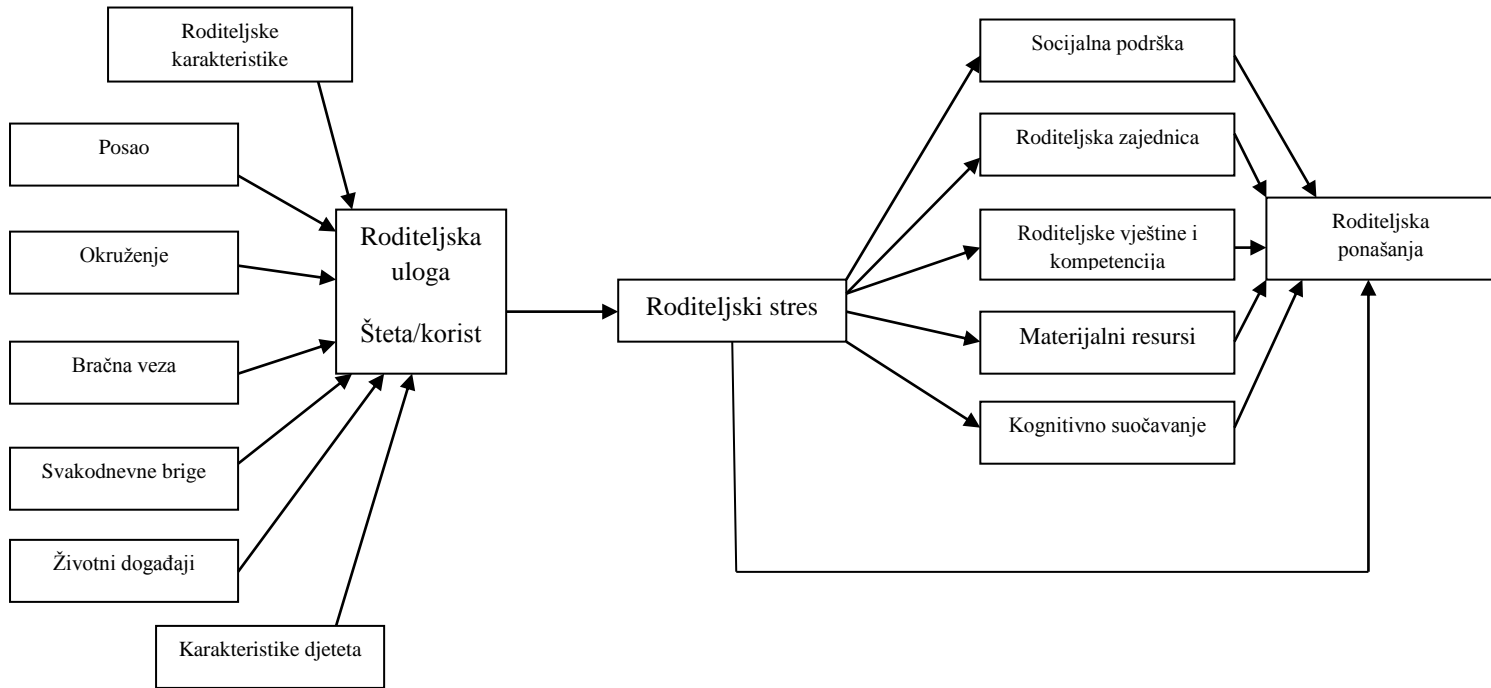 Roditeljske
karakteristike
Posao
Okruženje
Bračna veza
Svakodnevne brige
Životni događaji
Karakteristike djeteta
Roditeljska
uloga
Šteta/korist
Roditeljski stres
Socijalna podrška
Roditeljska zajednica
Roditeljske vještine i
kompetencija
Materijalni resursi
Kognitivno suočavanje
Roditeljska
ponašanja